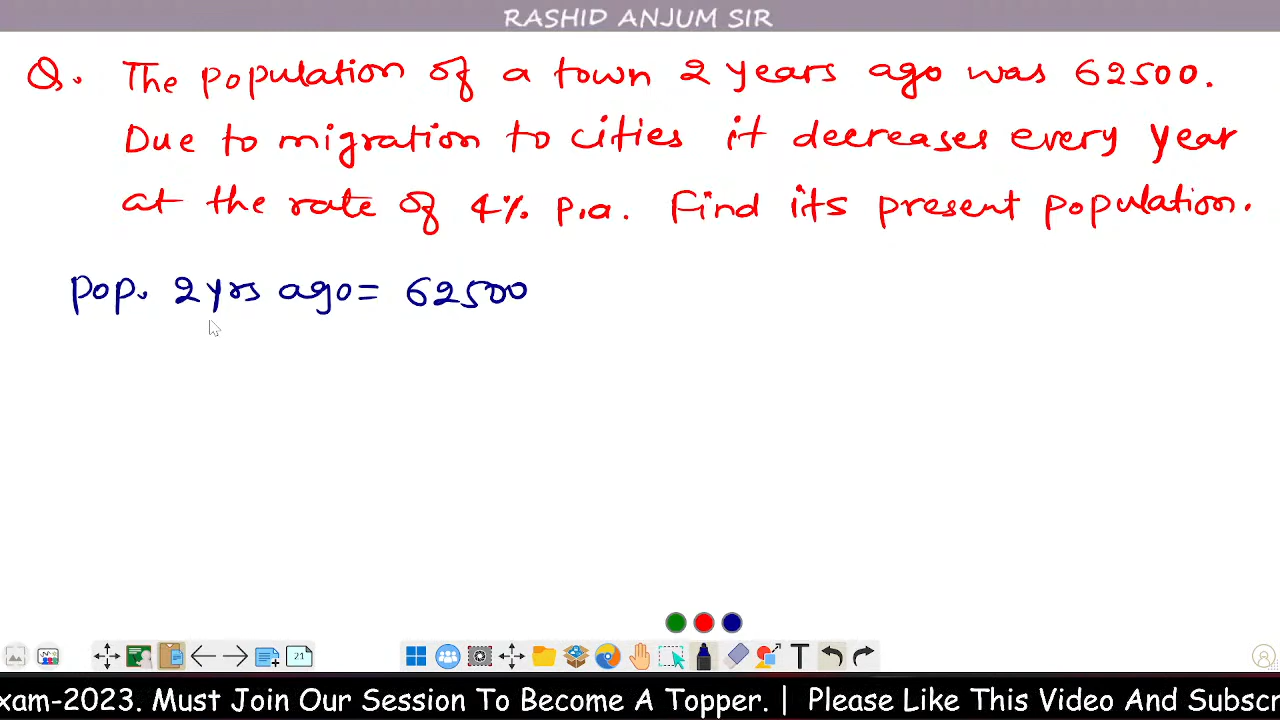 RASHID ANJUM SIR
Q. The population of a town 2 years ago was 62500.
Due to migration to cities it decreases every year
at the rate of 4% p.a. Find its present population.
pop. 2 yrs ago = 62500
21
xam-2023. Must Join Our Session To Become A Topper. | Please Like This Video And Subscr